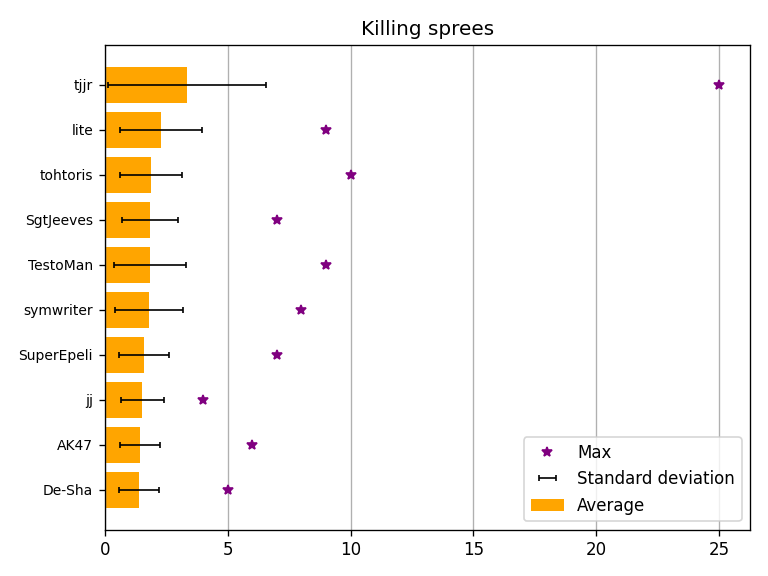 Killing sprees
tjjr
lite
tohtoris
SgtJeeves
TestoMan
symwriter
SuperEpeli
jj
AK47
De-Sha
Max
Standard deviation
Average
0 5 10 15 20 25